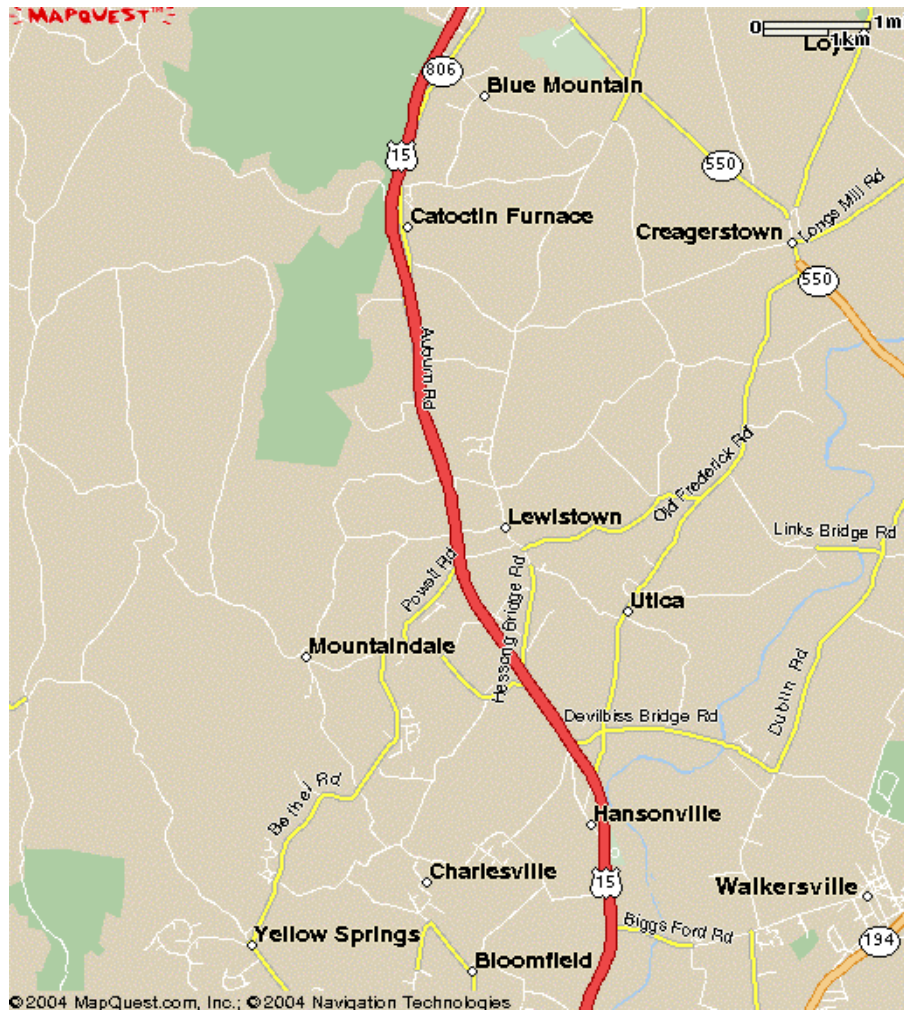 MAPQUEST™
0 1m
1km
Loys
806
Blue Mountain
15
550
Longs Mill Rd
Catoctin Furnace
Creagerstown
550
Auburn Rd
Old Frederick Rd
Lewistown
Links Bridge Rd
Powell Rd
Hessong Bridge Rd
Utica
Mountaindale
Dublin Rd
Devilbiss Bridge Rd
Bethel Rd
Hansonville
Charlesville
15
Walkersville
Biggs Ford Rd
Yellow Springs
194
Bloomfield
©2004 MapQuest.com, Inc.; ©2004 Navigation Technologies